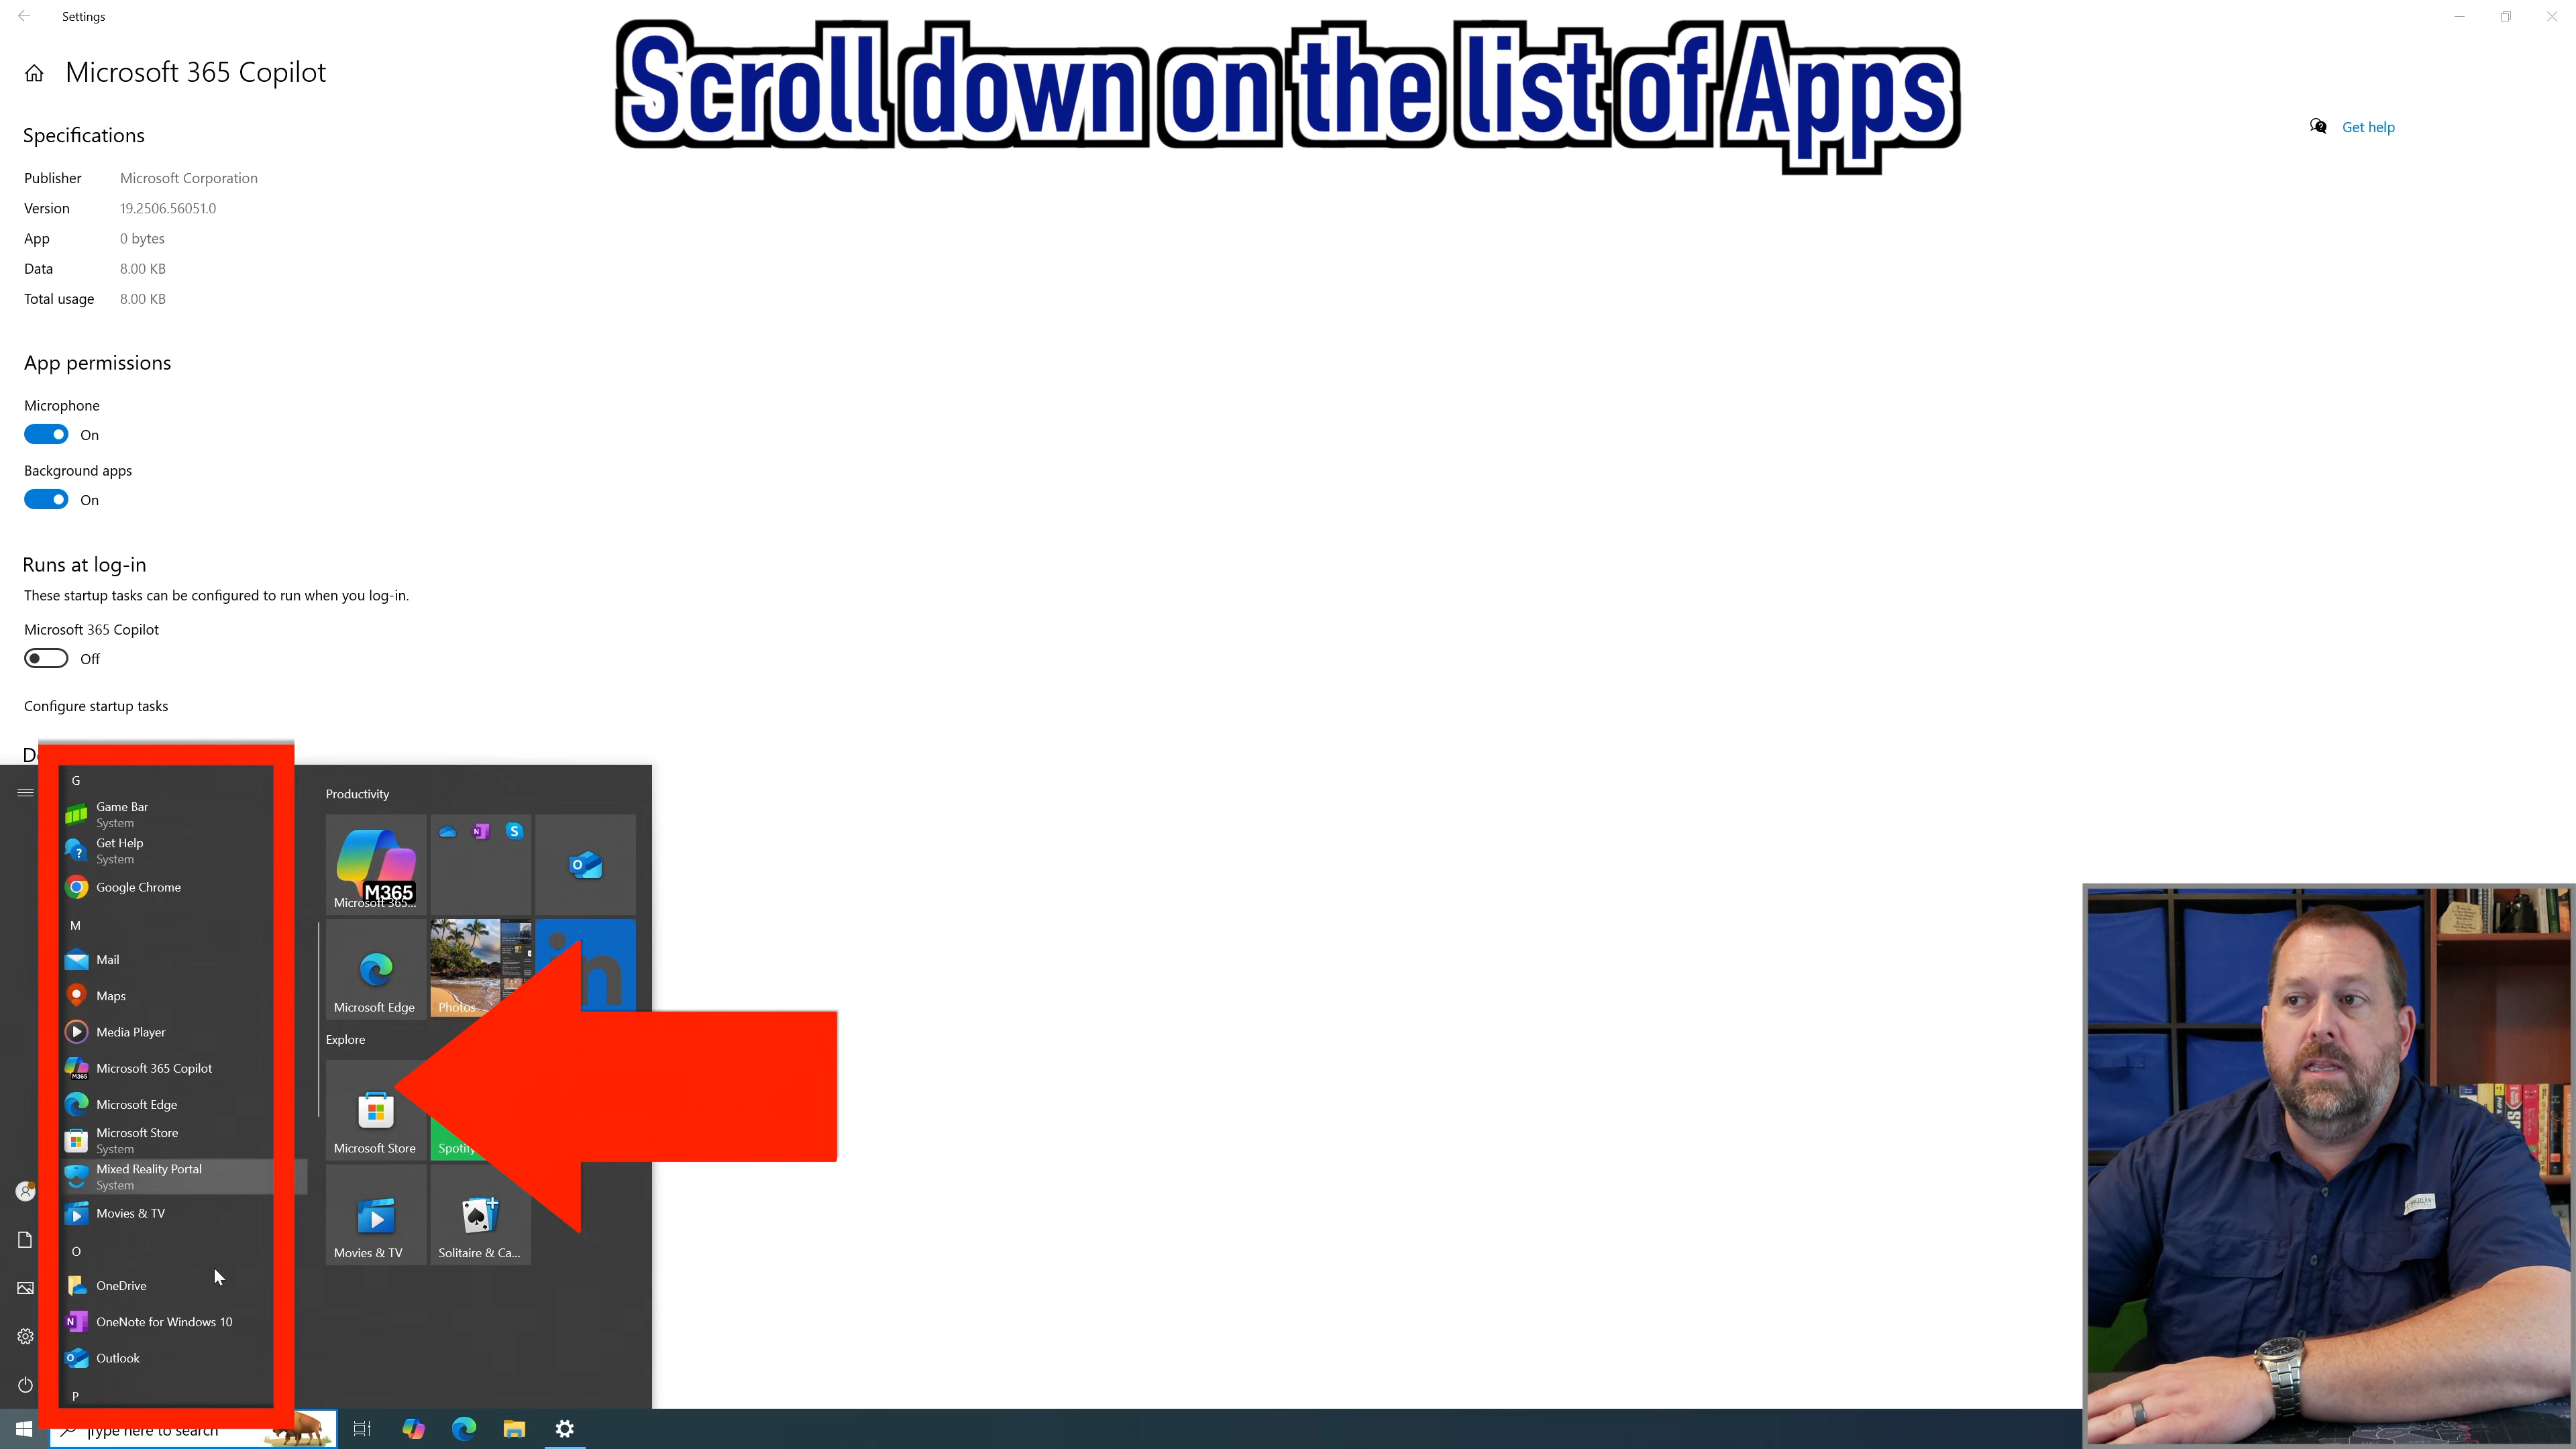 Settings
Microsoft 365 Copilot
Scroll down on the list of Apps
Get help
Specifications
Publisher Microsoft Corporation
Version 19.2506.56051.0
App 0 bytes
Data 8.00 KB
Total usage 8.00 KB
App permissions
Microphone
On
Background apps
On
Runs at log-in
These startup tasks can be configured to run when you log-in.
Microsoft 365 Copilot
Off
Configure startup tasks
G
Game Bar
System
Get Help
System
Google Chrome
M
Mail
Maps
Media Player
M365
Microsoft 365 Copilot
Microsoft Edge
Microsoft Store
System
Mixed Reality Portal
System
Movies & TV
O
OneDrive
OneNote for Windows 10
Outlook
P
Productivity
M365
Microsoft 365...
Microsoft Edge
Photos
in
Explore
Microsoft Store
Spotify
Movies & TV
Solitaire & Ca...
Type here to search